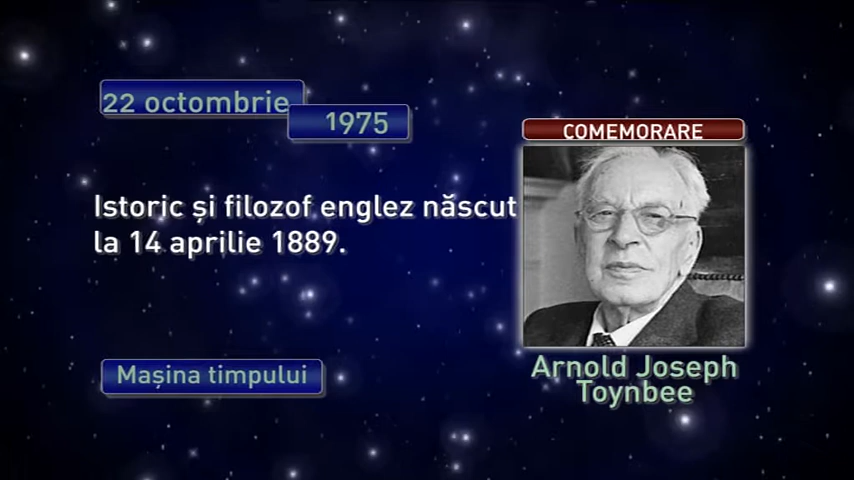 22 octombrie
1975
COMEMORARE
Istoric și filozof englez născut
la 14 aprilie 1889.
Mașina timpului
Arnold Joseph
Toynbee